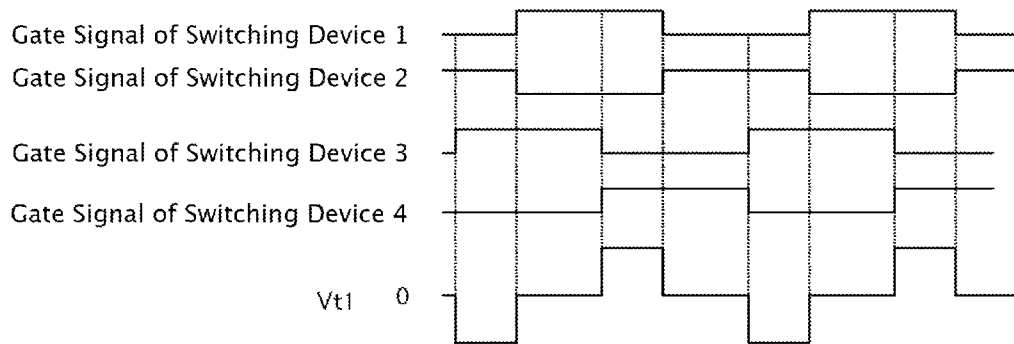 Gate Signal of Switching Device 1
Gate Signal of Switching Device 2
Gate Signal of Switching Device 3
Gate Signal of Switching Device 4
Vt1 0